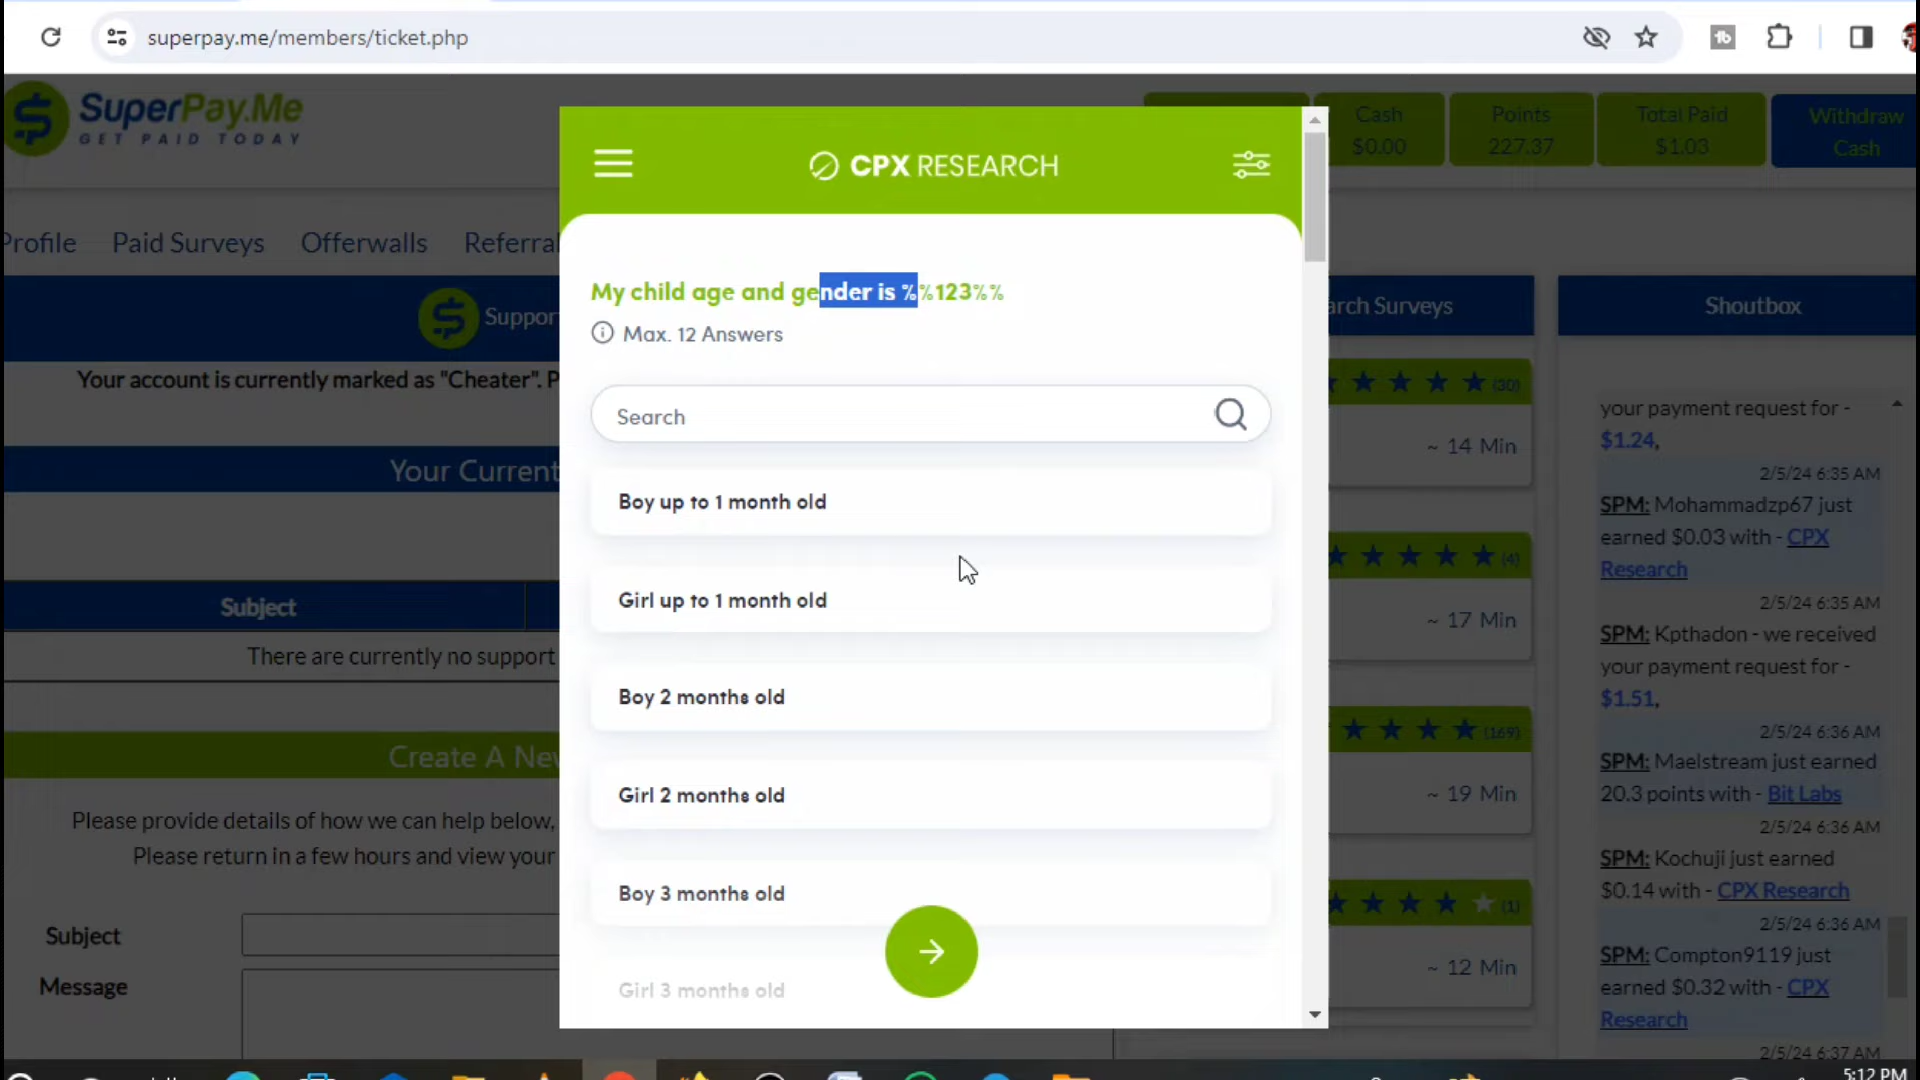 superpay.me/members/ticket.php
SuperPay.Me
GET PAID TODAY
Cash
$0.00
Points
227.37
Total Paid
$1.03
Withdraw
Cash
Profile
Paid Surveys
Offerwalls
Referral
Suppor
Your account is currently marked as "Cheater". P
Your Current
Subject
There are currently no support
Create A New
Please provide details of how we can help below,
Please return in a few hours and view your
Subject
Message
CPX RESEARCH
My child age and gender is %%123%%
Max. 12 Answers
Search
Boy up to 1 month old
Girl up to 1 month old
Boy 2 months old
Girl 2 months old
Boy 3 months old
Girl 3 months old
arch Surveys
(30)
~ 14 Min
(4)
~ 17 Min
(169)
~ 19 Min
(1)
~ 12 Min
Shoutbox
your payment request for -
$1.24,
2/5/24 6:35 AM
SPM: Mohammadzp67 just
earned $0.03 with - CPX
Research
2/5/24 6:35 AM
SPM: Kpthadon - we received
your payment request for -
$1.51,
2/5/24 6:36 AM
SPM: Maelstream just earned
20.3 points with - Bit Labs
2/5/24 6:36 AM
SPM: Kochuji just earned
$0.14 with - CPX Research
2/5/24 6:36 AM
SPM: Compton9119 just
earned $0.32 with - CPX
Research
2/5/24 6:37 AM
5:12 PM